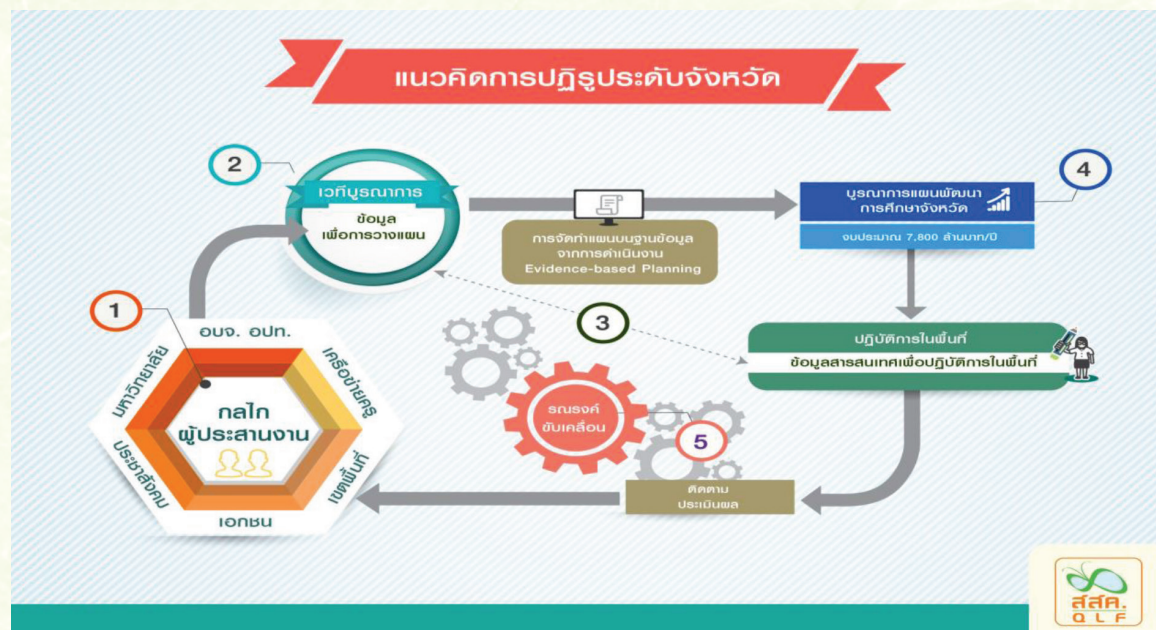 แนวคิดการปฏิรูประดับจังหวัด
2
เวทีบูรณาการ
ข้อมูล
เพื่อการวางแผน
การจัดทำแผนบนฐานข้อมูล
จากการดำเนินงาน
Evidence-based Planning
4
บูรณาการแผนพัฒนา
การศึกษาจังหวัด
งบประมาณ 7,800 ล้านบาท/ปี
1
อบจ. อปท.
เครือข่ายครู
เขตพื้นที่
เอกชน
ประชาสังคม
มหาวิทยาลัย
กลไก
ผู้ประสานงาน
3
ปฏิบัติการในพื้นที่
ข้อมูลสารสนเทศเพื่อปฏิบัติการในพื้นที่
รณรงค์
ขับเคลื่อน
5
ติดตาม
ประเมินผล
สสค.
QLF